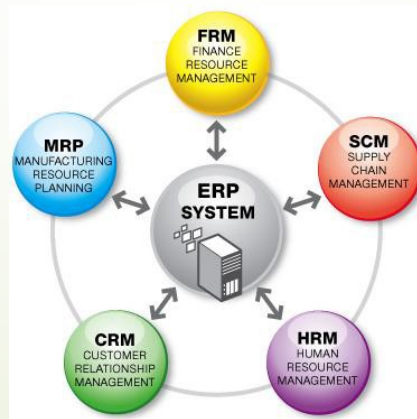 FRM
FINANCE
RESOURCE
MANAGEMENT
MRP
MANUFACTURING
RESOURCE
PLANNING
SCM
SUPPLY
CHAIN
MANAGEMENT
ERP
SYSTEM
CRM
CUSTOMER
RELATIONSHIP
MANAGEMENT
HRM
HUMAN
RESOURCE
MANAGEMENT